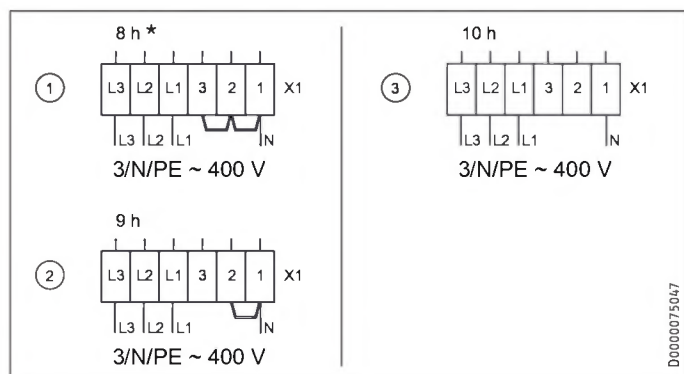 8 h *
1
L3 L2 L1 3 2 1 X1
L3 L2 L1 N
3/N/PE ~ 400 V
9 h
2
L3 L2 L1 3 2 1 X1
L3 L2 L1 N
3/N/PE ~ 400 V
10 h
3
L3 L2 L1 3 2 1 X1
L3 L2 L1 N
3/N/PE ~ 400 V
D0000075047